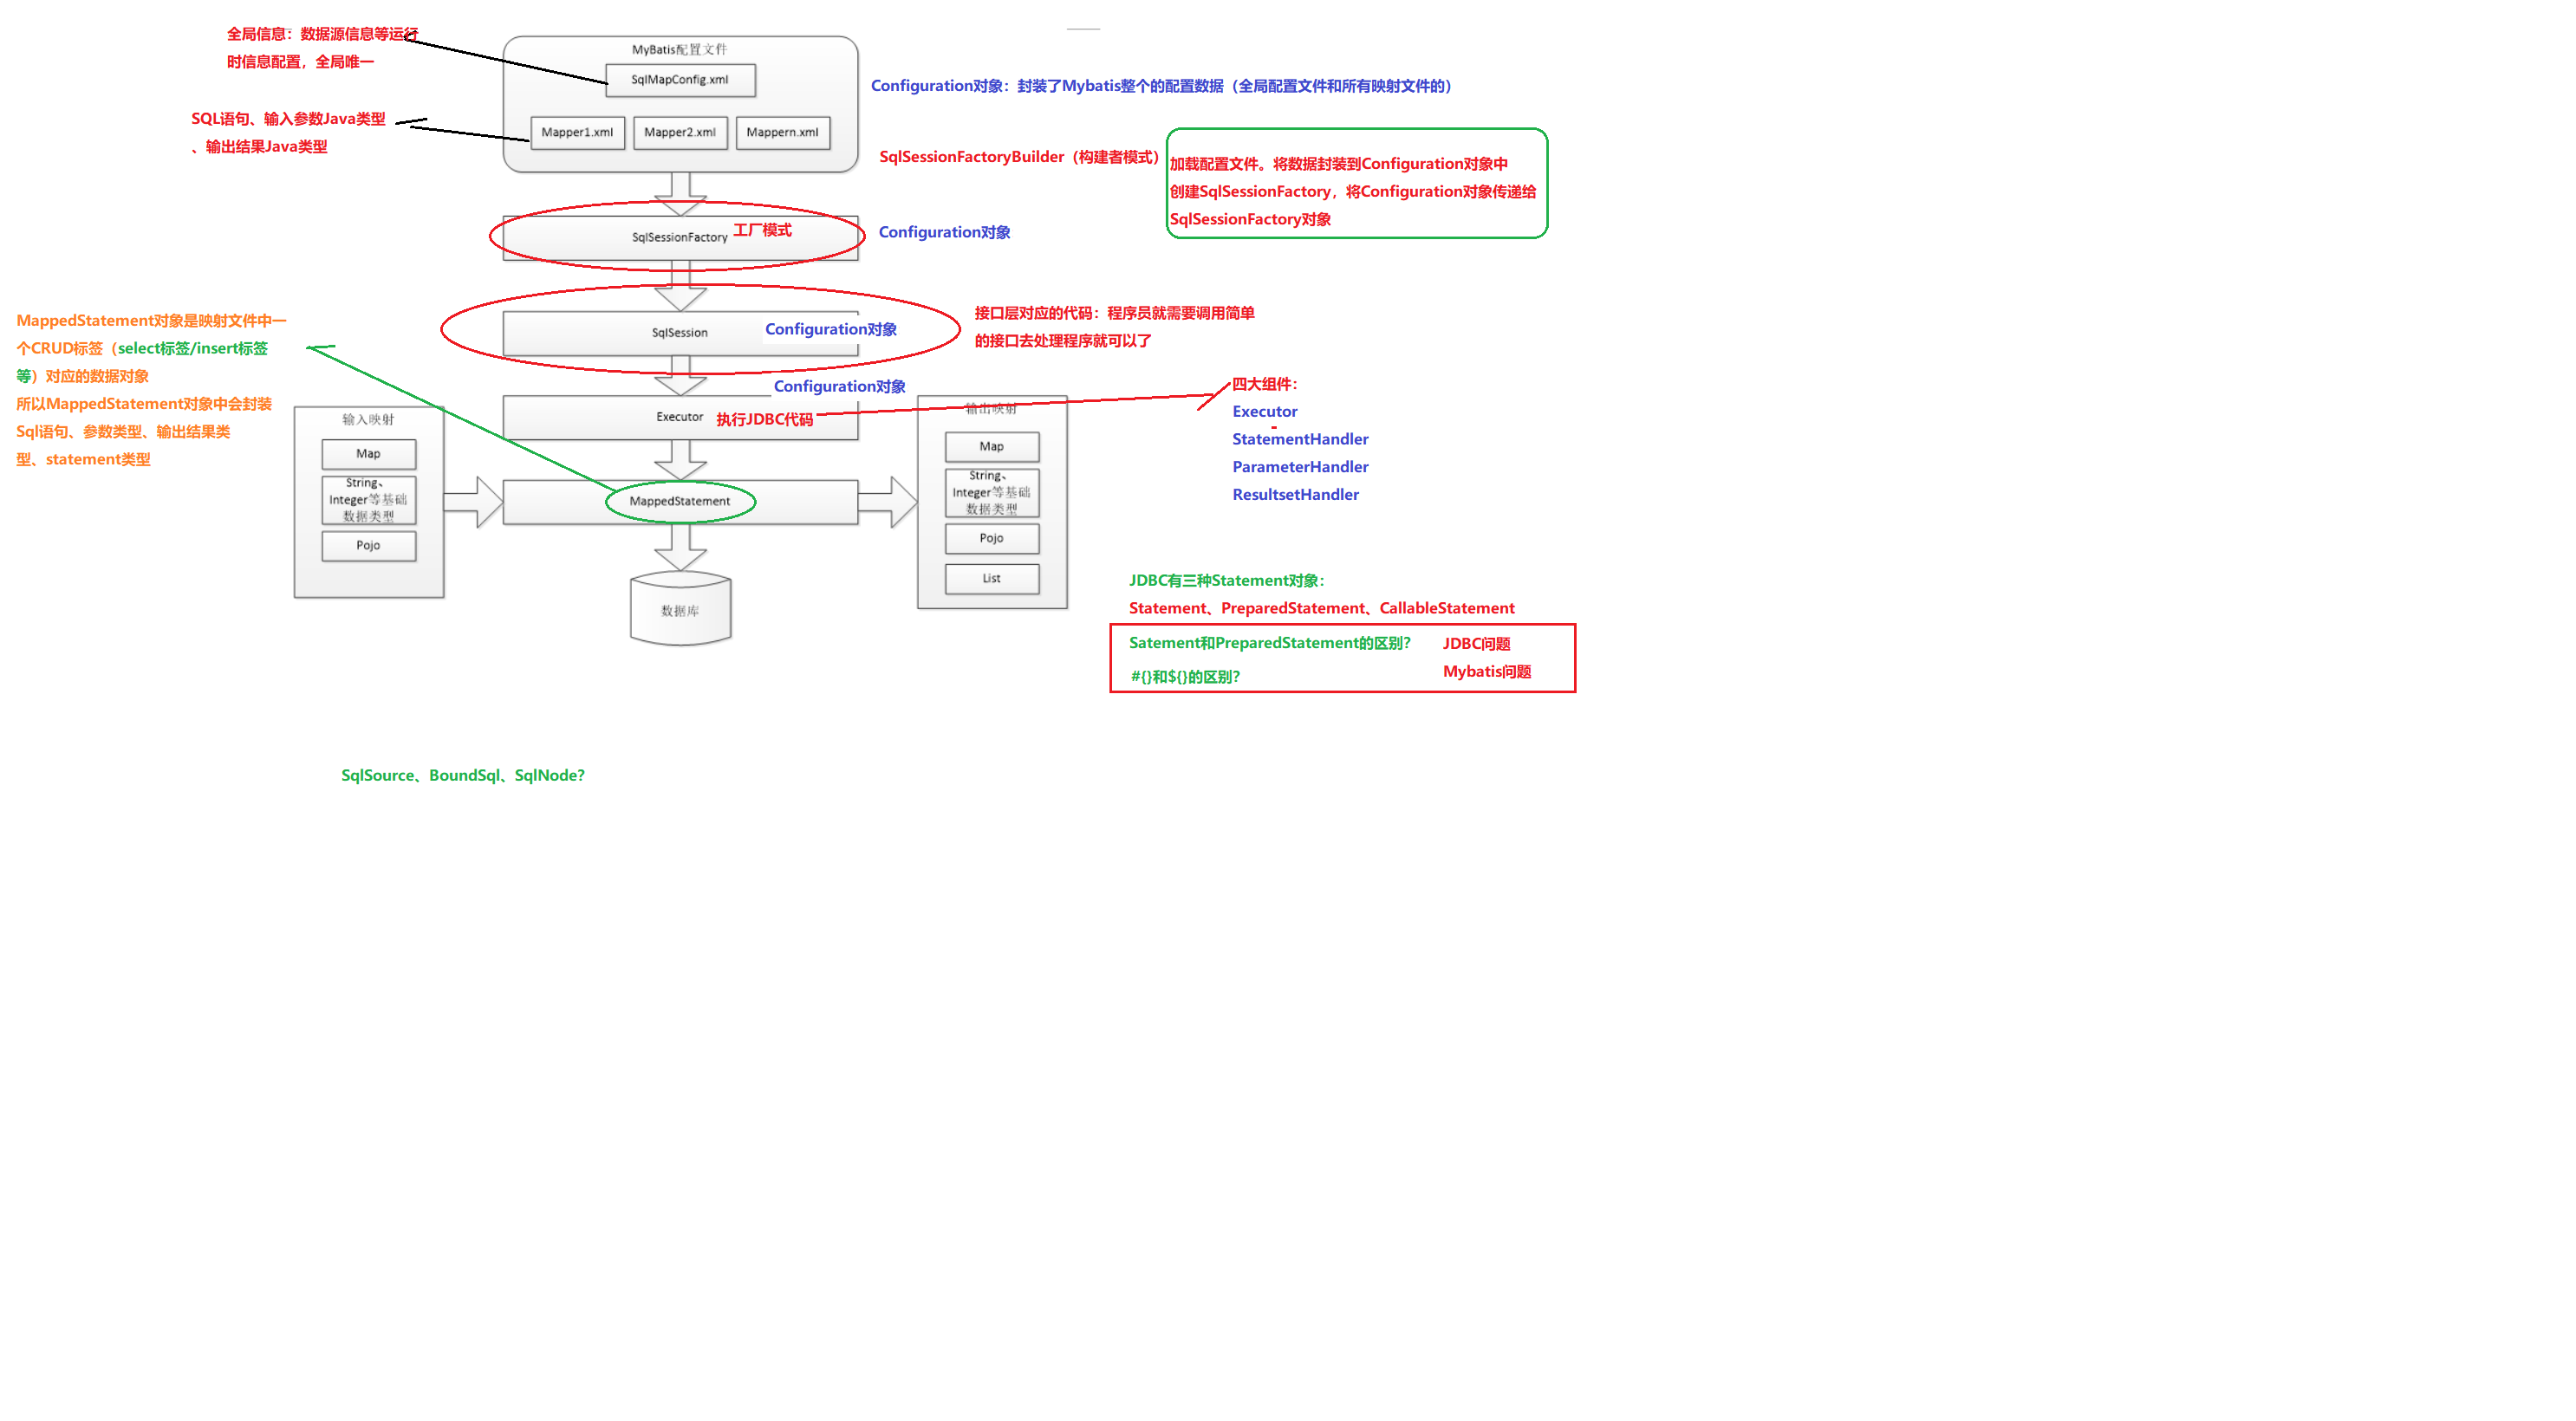 全局信息：数据源信息等运行
时信息配置，全局唯一
MyBatis配置文件
SqlMapConfig.xml
Configuration对象：封装了Mybatis整个的配置数据（全局配置文件和所有映射文件的）
SQL语句、输入参数Java类型
、输出结果Java类型
Mapper1.xml
Mapper2.xml
Mappern.xml
SqlSessionFactoryBuilder（构建者模式）
加载配置文件。将数据封装到Configuration对象中
创建SqlSessionFactory，将Configuration对象传递给
SqlSessionFactory对象
SqlSessionFactory
工厂模式
Configuration对象
SqlSession
Configuration对象
接口层对应的代码：程序员就需要调用简单
的接口去处理程序就可以了
MappedStatement对象是映射文件中一
个CRUD标签（select标签/insert标签
等）对应的数据对象
所以MappedStatement对象中会封装
Sql语句、参数类型、输出结果类
型、statement类型
Configuration对象
Executor
执行JDBC代码
四大组件：
Executor
StatementHandler
ParameterHandler
ResultsetHandler
输入映射
Map
String、
Integer等基础
数据类型
Pojo
MappedStatement
输出映射
Map
String、
Integer等基础
数据类型
Pojo
List
数据库
JDBC有三种Statement对象：
Statement、PreparedStatement、CallableStatement
Satement和PreparedStatement的区别？
JDBC问题
#{}和${}的区别？
Mybatis问题
SqlSource、BoundSql、SqlNode？